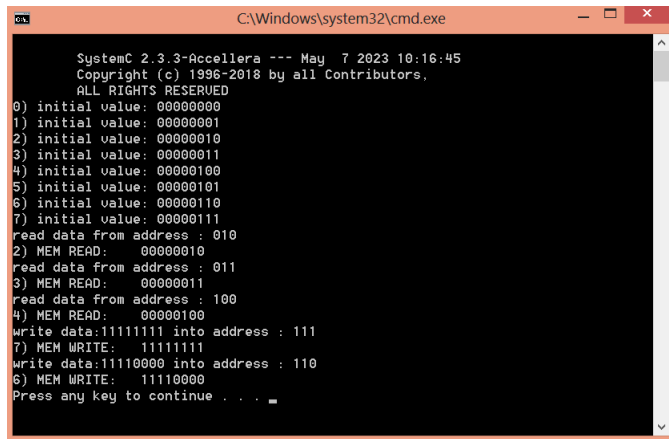 C:\Windows\system32\cmd.exe
SystemC 2.3.3-Accellera --- May  7 2023 10:16:45
Copyright (c) 1996-2018 by all Contributors,
ALL RIGHTS RESERVED
0) initial value: 00000000
1) initial value: 00000001
2) initial value: 00000010
3) initial value: 00000011
4) initial value: 00000100
5) initial value: 00000101
6) initial value: 00000110
7) initial value: 00000111
read data from address : 010
2) MEM READ:    00000010
read data from address : 011
3) MEM READ:    00000011
read data from address : 100
4) MEM READ:    00000100
write data:11111111 into address : 111
7) MEM WRITE:   11111111
write data:11110000 into address : 110
6) MEM WRITE:   11110000
Press any key to continue . . .